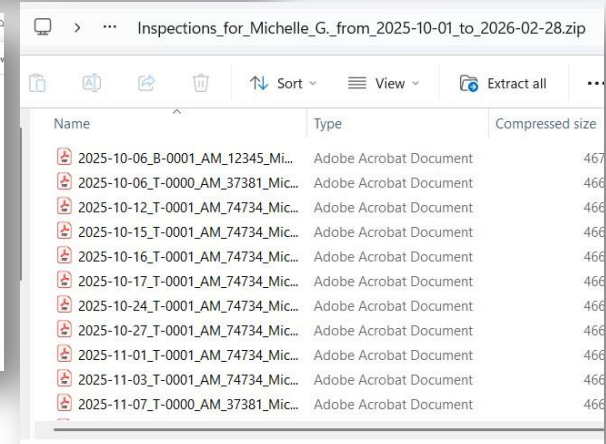 Inspections_for_Michelle_G._from_2025-10-01_to_2026-02-28.zip
Sort View Extract all
Name Type Compressed size
2025-10-06_B-0001_AM_12345_Mi... Adobe Acrobat Document 467
2025-10-06_T-0000_AM_37381_Mic... Adobe Acrobat Document 466
2025-10-12_T-0001_AM_74734_Mic... Adobe Acrobat Document 466
2025-10-15_T-0001_AM_74734_Mic... Adobe Acrobat Document 466
2025-10-16_T-0001_AM_74734_Mic... Adobe Acrobat Document 466
2025-10-17_T-0001_AM_74734_Mic... Adobe Acrobat Document 466
2025-10-24_T-0001_AM_74734_Mic... Adobe Acrobat Document 466
2025-10-27_T-0001_AM_74734_Mic... Adobe Acrobat Document 466
2025-11-01_T-0001_AM_74734_Mic... Adobe Acrobat Document 466
2025-11-03_T-0001_AM_74734_Mic... Adobe Acrobat Document 466
2025-11-07_T-0000_AM_37381_Mic... Adobe Acrobat Document 466